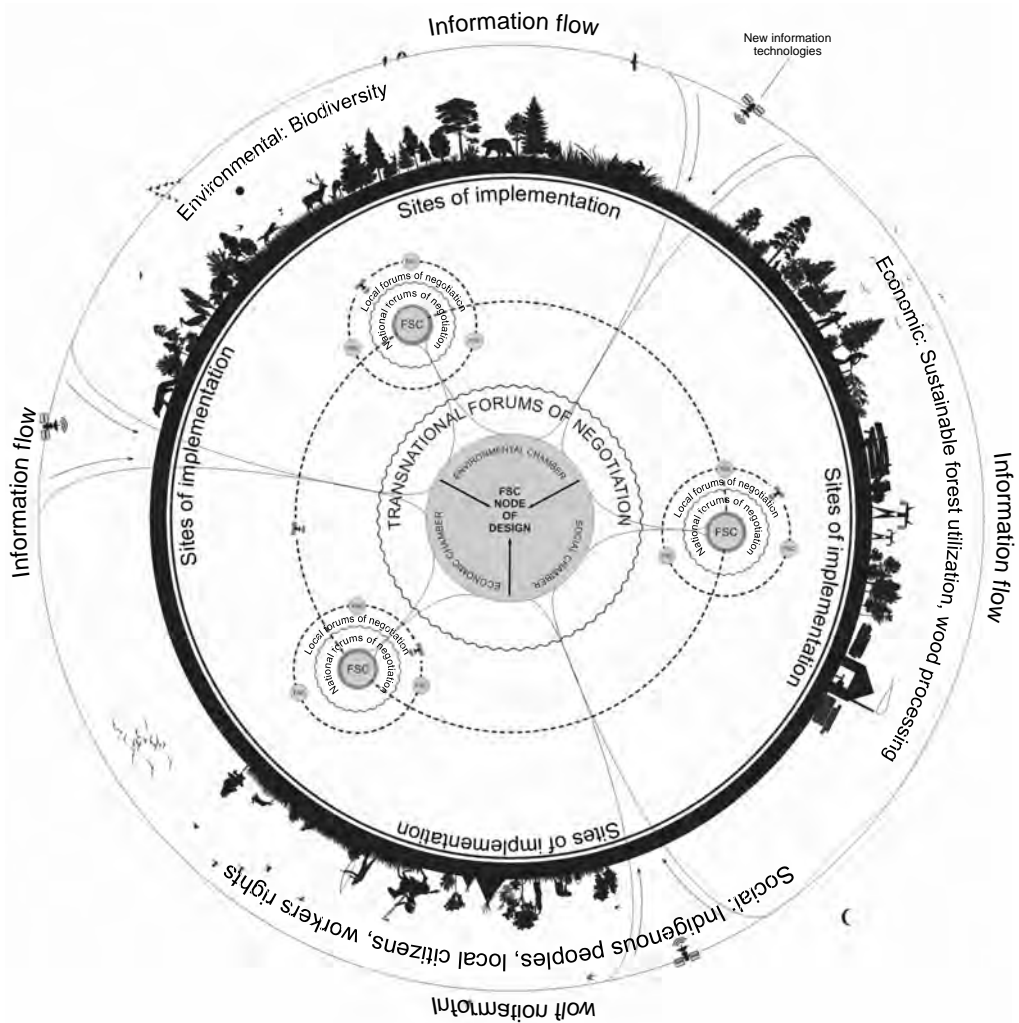 Information flow
New information
technologies
Environmental: Biodiversity
Sites of implementation
Economic: Sustainable forest utilization, wood processing
Local forums of negotiation
National forums of negotiation
FSC
Sites of implementation
TRANSNATIONAL FORUMS OF NEGOTIATION
Information flow
ENVIRONMENTAL CHAMBER
FSC
NODE
OF
DESIGN
ECONOMIC CHAMBER
SOCIAL CHAMBER
Local forums of negotiation
National forums of negotiation
FSC
Sites of implementation
Information flow
Local forums of negotiation
National forums of negotiation
FSC
Sites of implementation
Social: Indigenous peoples, local citizens, workers rights
Information flow